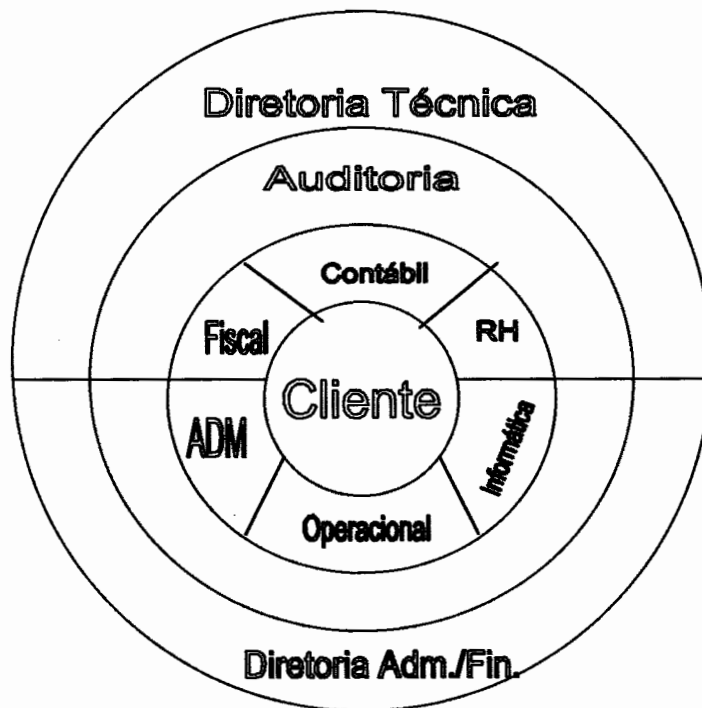 Diretoria Técnica
Auditoria
Contábil
Fiscal
RH
Cliente
ADM
Informática
Operacional
Diretoria Adm./Fin.